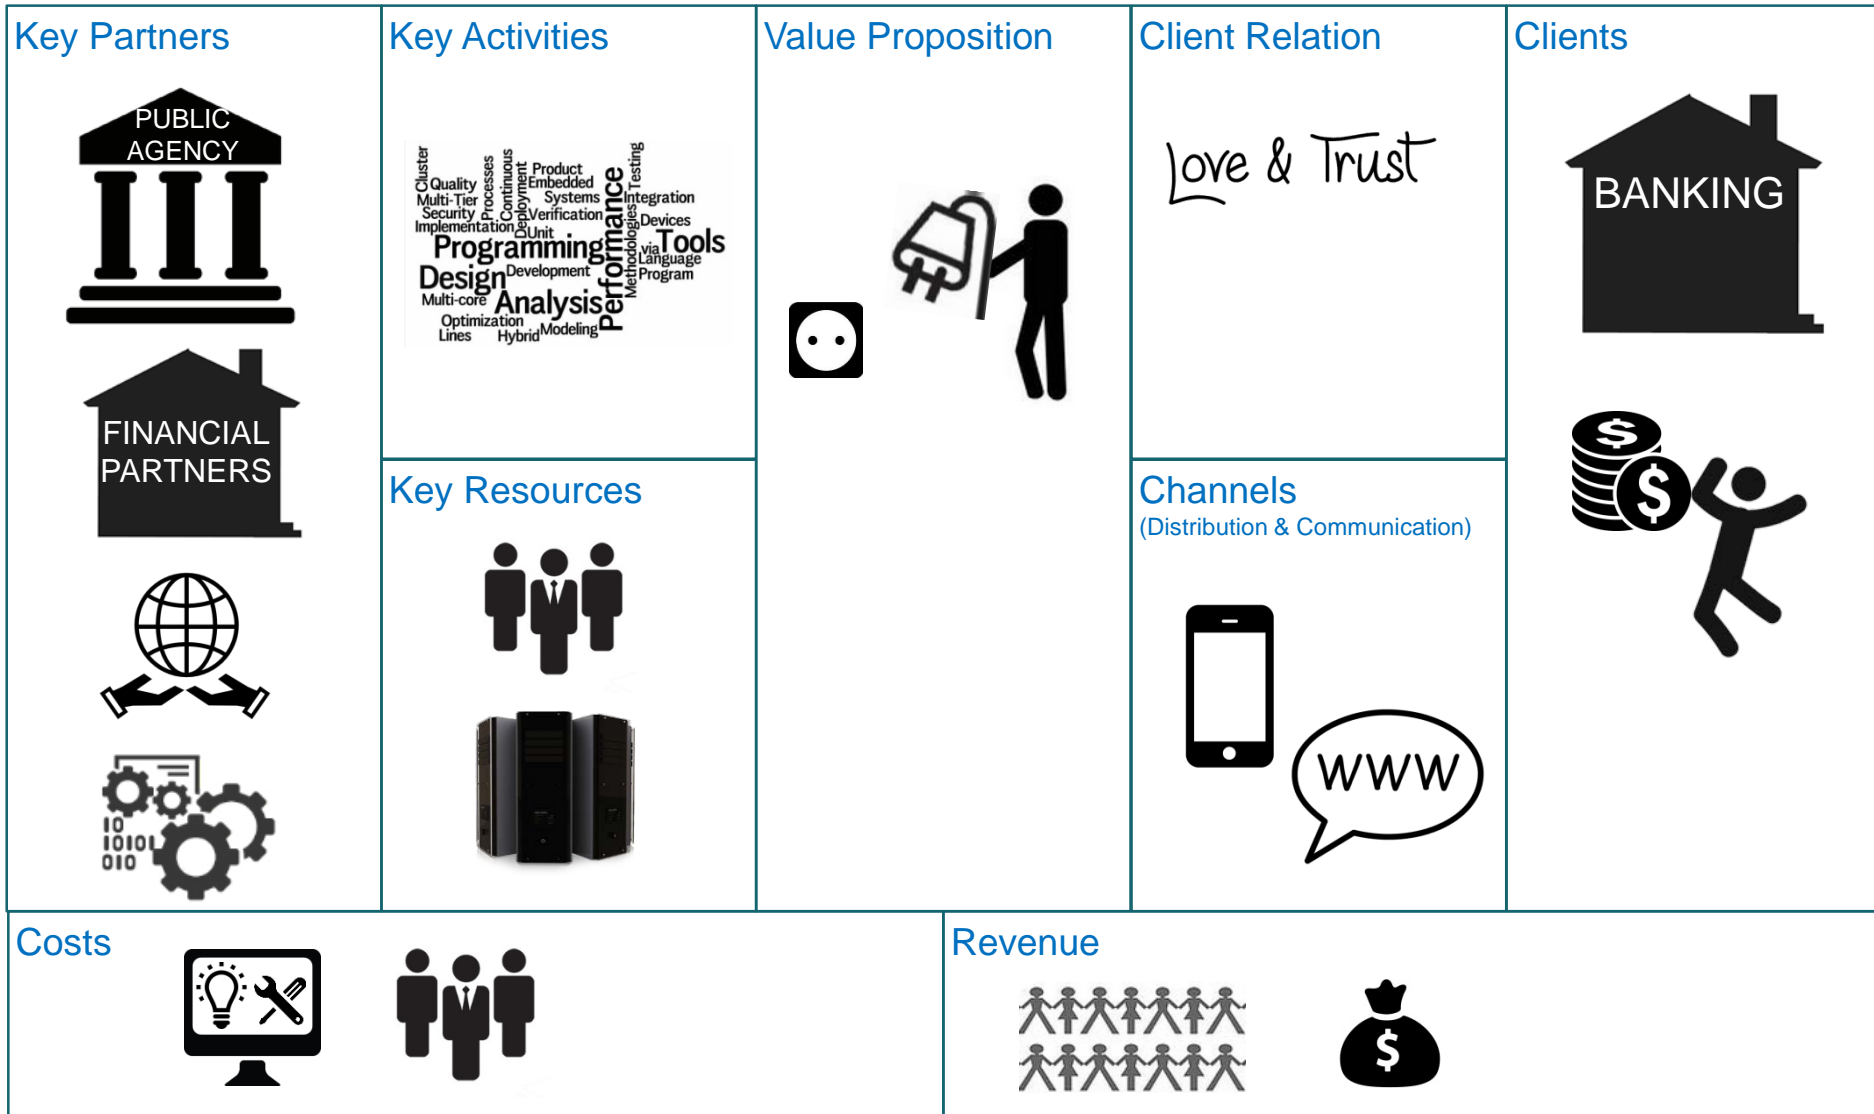 Key Partners
PUBLIC
AGENCY
FINANCIAL
PARTNERS
10
10101
010
Key Activities
Cluster
Quality
Multi-Tier
Security
Implementation
Processes
Continuous
Deployment
Product
Embedded
Systems
Verification
Unit
Programming
Design
Development
Multi-core
Analysis
Optimization
Lines
Hybrid
Modeling
Performance
Methodologies
Testing
Integration
Devices
via
Tools
Language
Program
Key Resources
Value Proposition
Client Relation
Love & Trust
Channels
(Distribution & Communication)
WWW
Clients
BANKING
$
$
Costs
Revenue
$